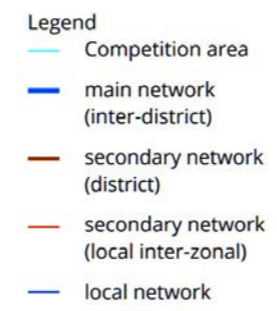 Legend
Competition area
main network
(inter-district)
secondary network
(district)
secondary network
(local inter-zonal)
local network